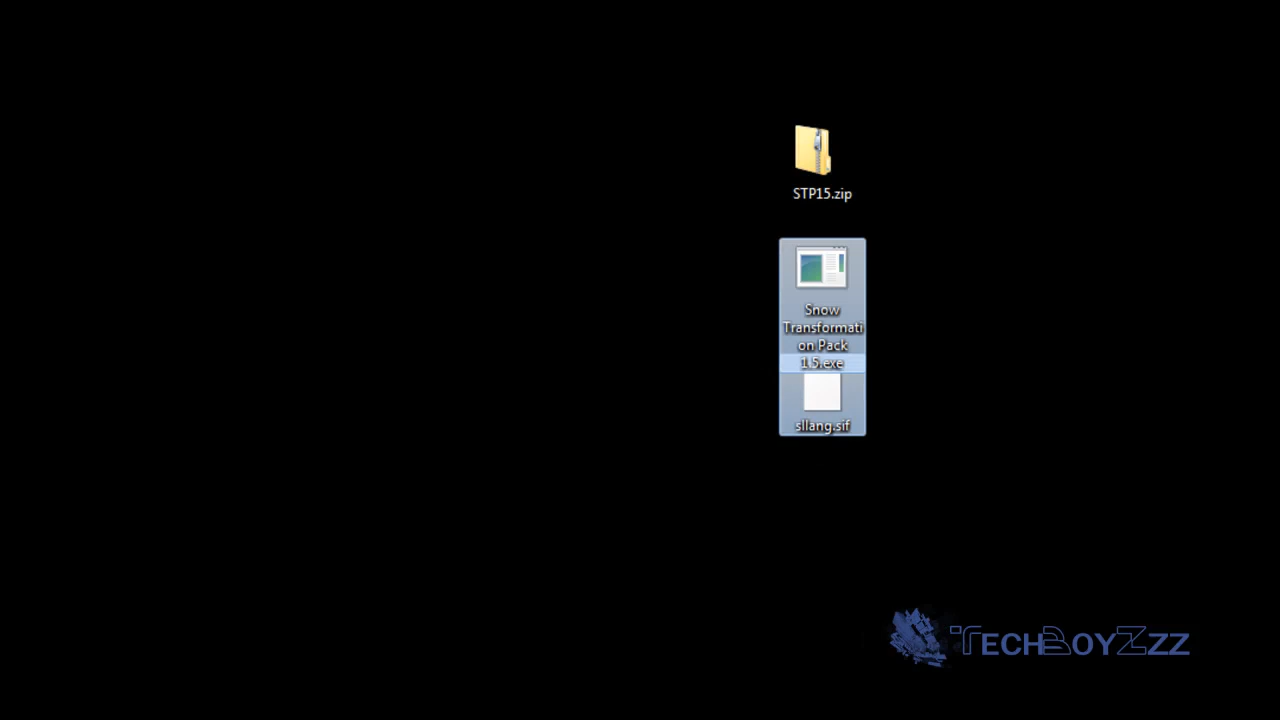 STP15.zip
Snow
Transformati
on Pack
1.5.exe
sllang.sif
TECHBOYZZZ